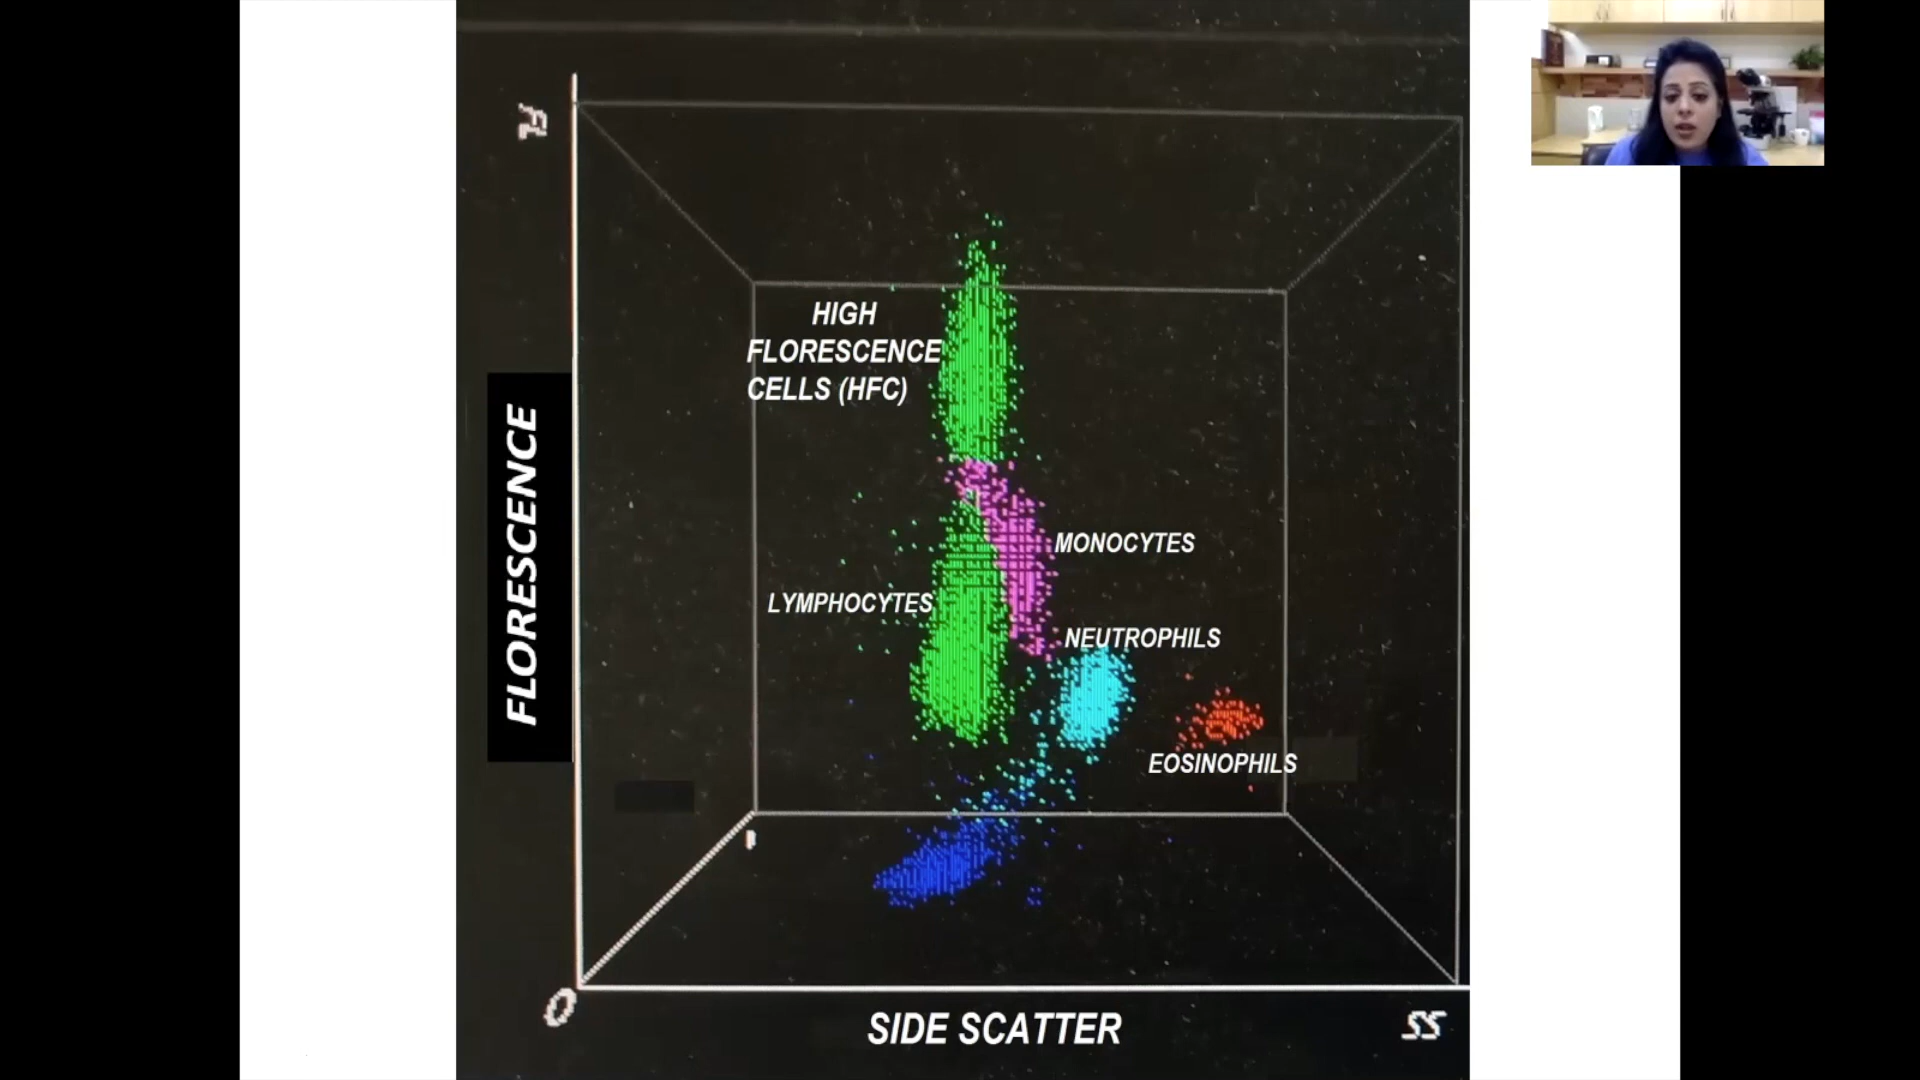 FL
HIGH
FLORESCENCE
CELLS (HFC)
FLORESCENCE
MONOCYTES
LYMPHOCYTES
NEUTROPHILS
EOSINOPHILS
0
SIDE SCATTER
SS